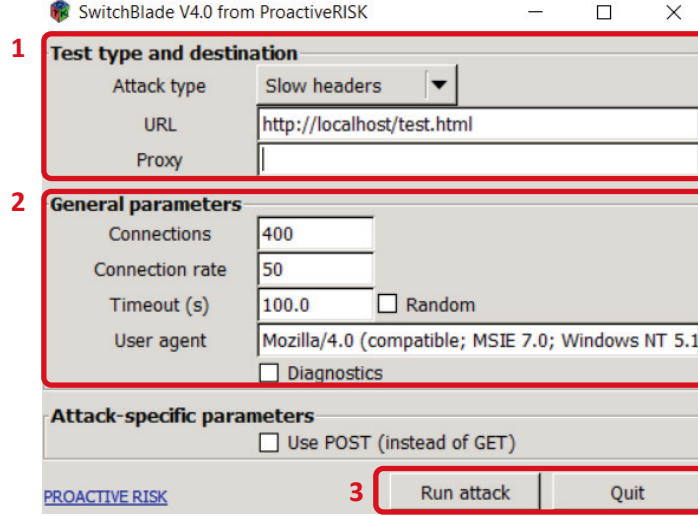 SwitchBlade V4.0 from ProactiveRISK
1 Test type and destination
Attack type Slow headers
URL http://localhost/test.html
Proxy
2 General parameters
Connections 400
Connection rate 50
Timeout (s) 100.0 Random
User agent Mozilla/4.0 (compatible; MSIE 7.0; Windows NT 5.1
Diagnostics
Attack-specific parameters
Use POST (instead of GET)
PROACTIVE RISK 3 Run attack Quit